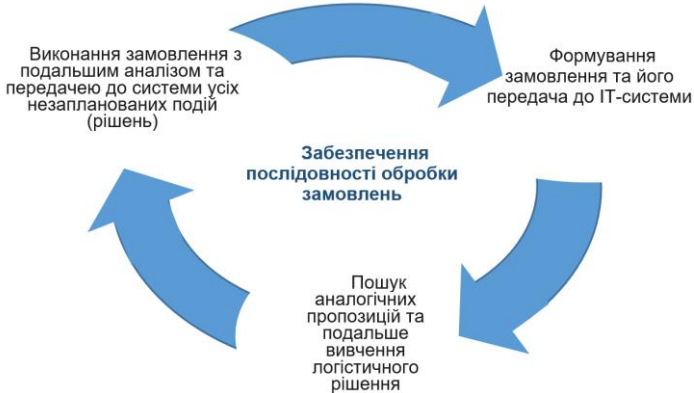 Виконання замовлення з
подальшим аналізом та
передачею до системи усіх
незапланованих подій
(рішень)
Формування
замовлення та його
передача до ІТ-системи
Забезпечення
послідовності обробки
замовлень
Пошук
аналогічних
пропозицій та
подальше
вивчення
логістичного
рішення